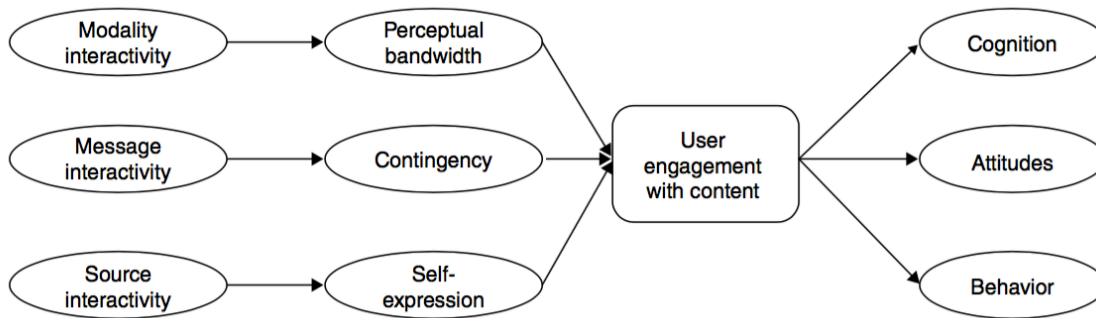 Modality
interactivity
Perceptual
bandwidth
Cognition
Message
interactivity
Contingency
User
engagement
with content
Attitudes
Source
interactivity
Self-
expression
Behavior